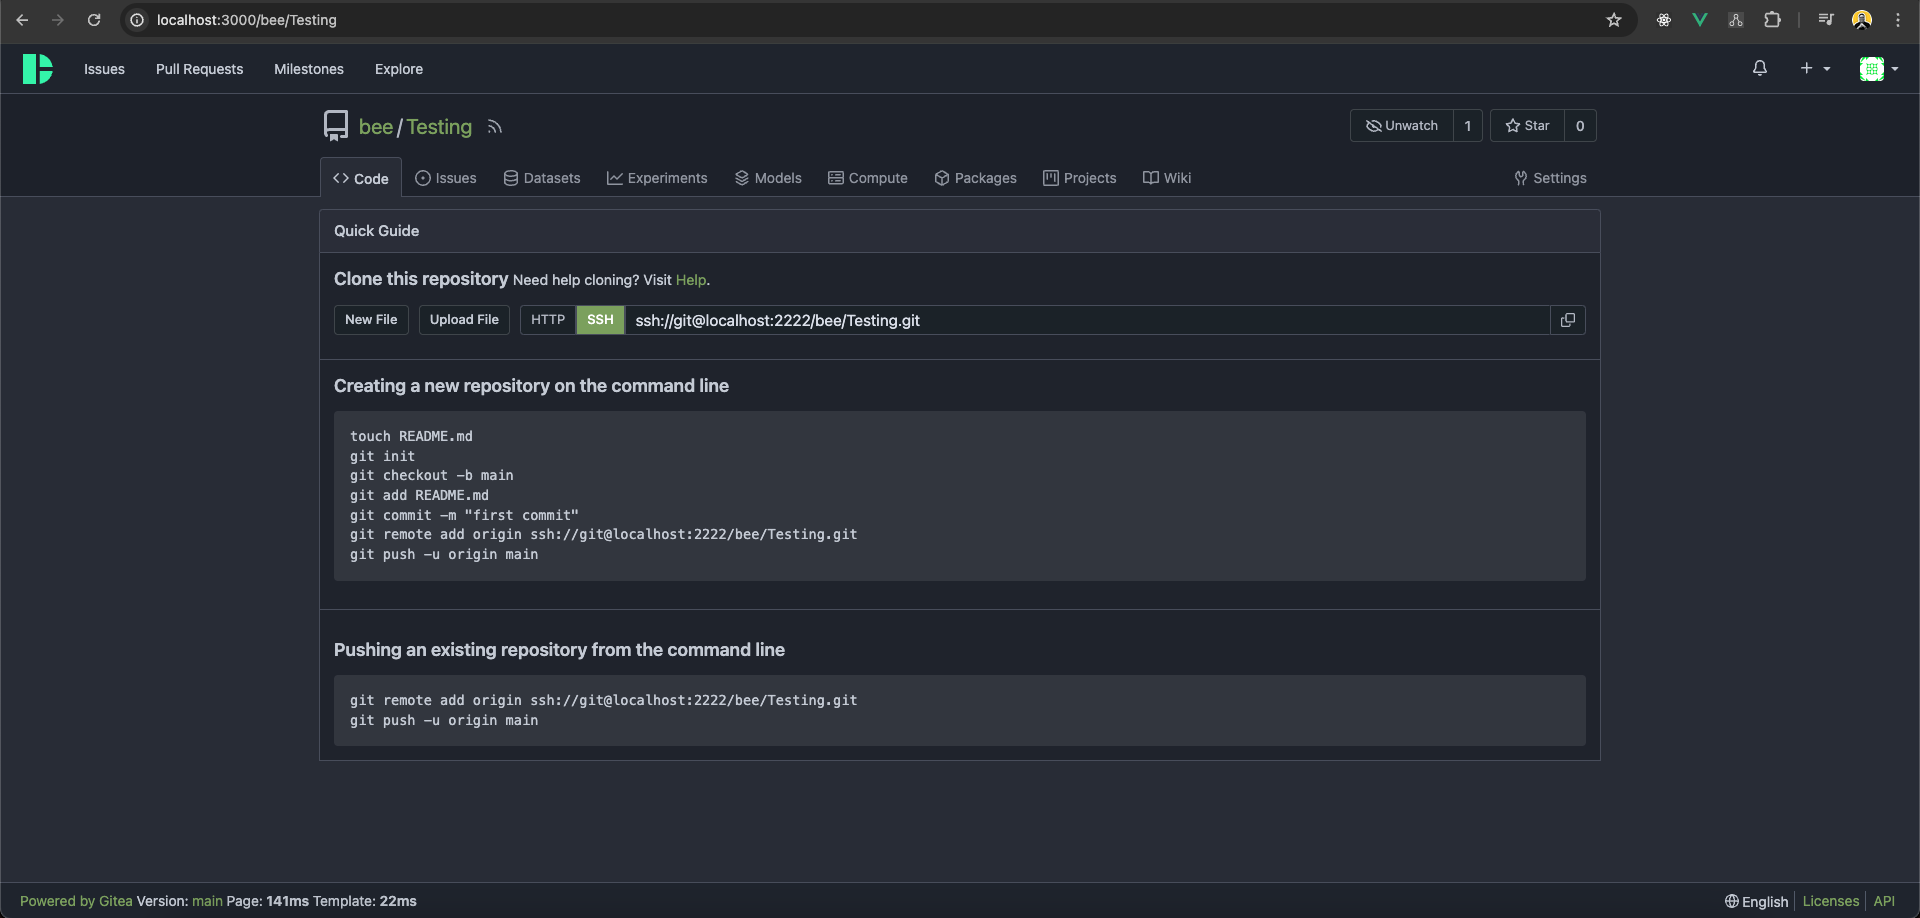 localhost:3000/bee/Testing
Issues Pull Requests Milestones Explore
bee/Testing
Unwatch 1 Star 0
Code Issues Datasets Experiments Models Compute Packages Projects Wiki Settings
Quick Guide
Clone this repository Need help cloning? Visit Help.
New File Upload File HTTP SSH ssh://git@localhost:2222/bee/Testing.git
Creating a new repository on the command line
touch README.md
git init
git checkout -b main
git add README.md
git commit -m "first commit"
git remote add origin ssh://git@localhost:2222/bee/Testing.git
git push -u origin main
Pushing an existing repository from the command line
git remote add origin ssh://git@localhost:2222/bee/Testing.git
git push -u origin main
Powered by Gitea Version: main Page: 141ms Template: 22ms English Licenses API